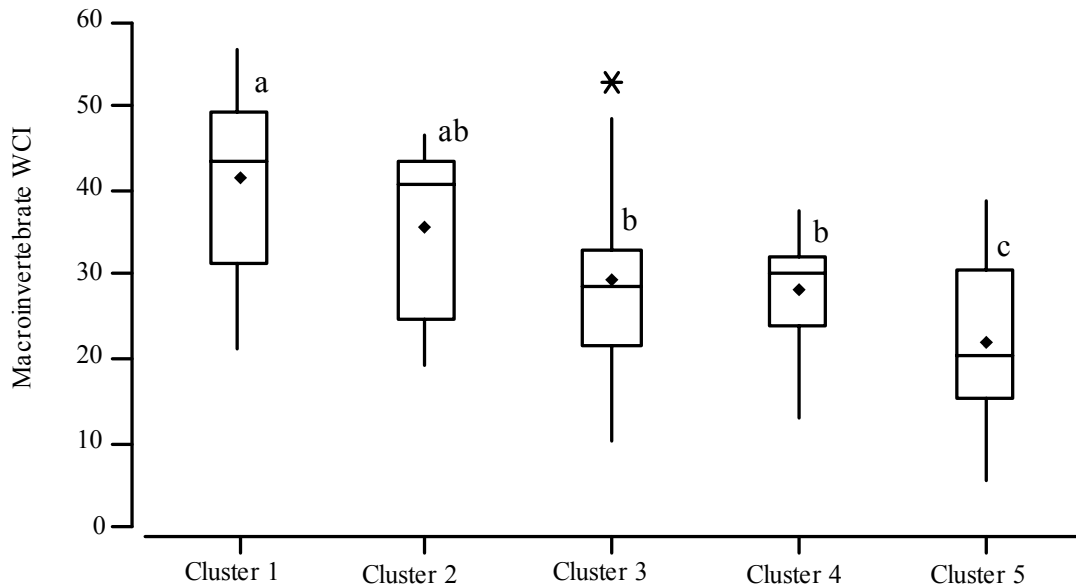 60
50
40
30
20
10
0
Macroinvertebrate WCI
a
ab
b
b
c
Cluster 1
Cluster 2
Cluster 3
Cluster 4
Cluster 5